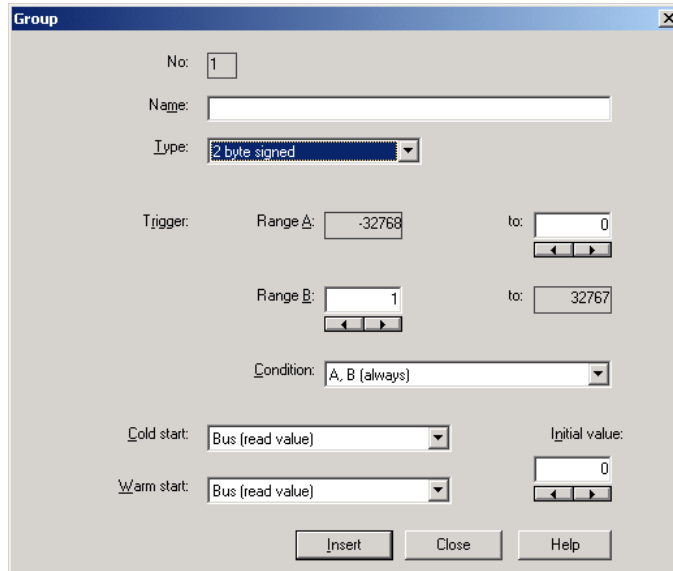 Group
No: 1
Name:
Type: 2 byte signed
Trigger: Range A: -32768 to: 0
Range B: 1 to: 32767
Condition: A, B (always)
Cold start: Bus (read value) Initial value:
0
Warm start: Bus (read value)
Insert Close Help